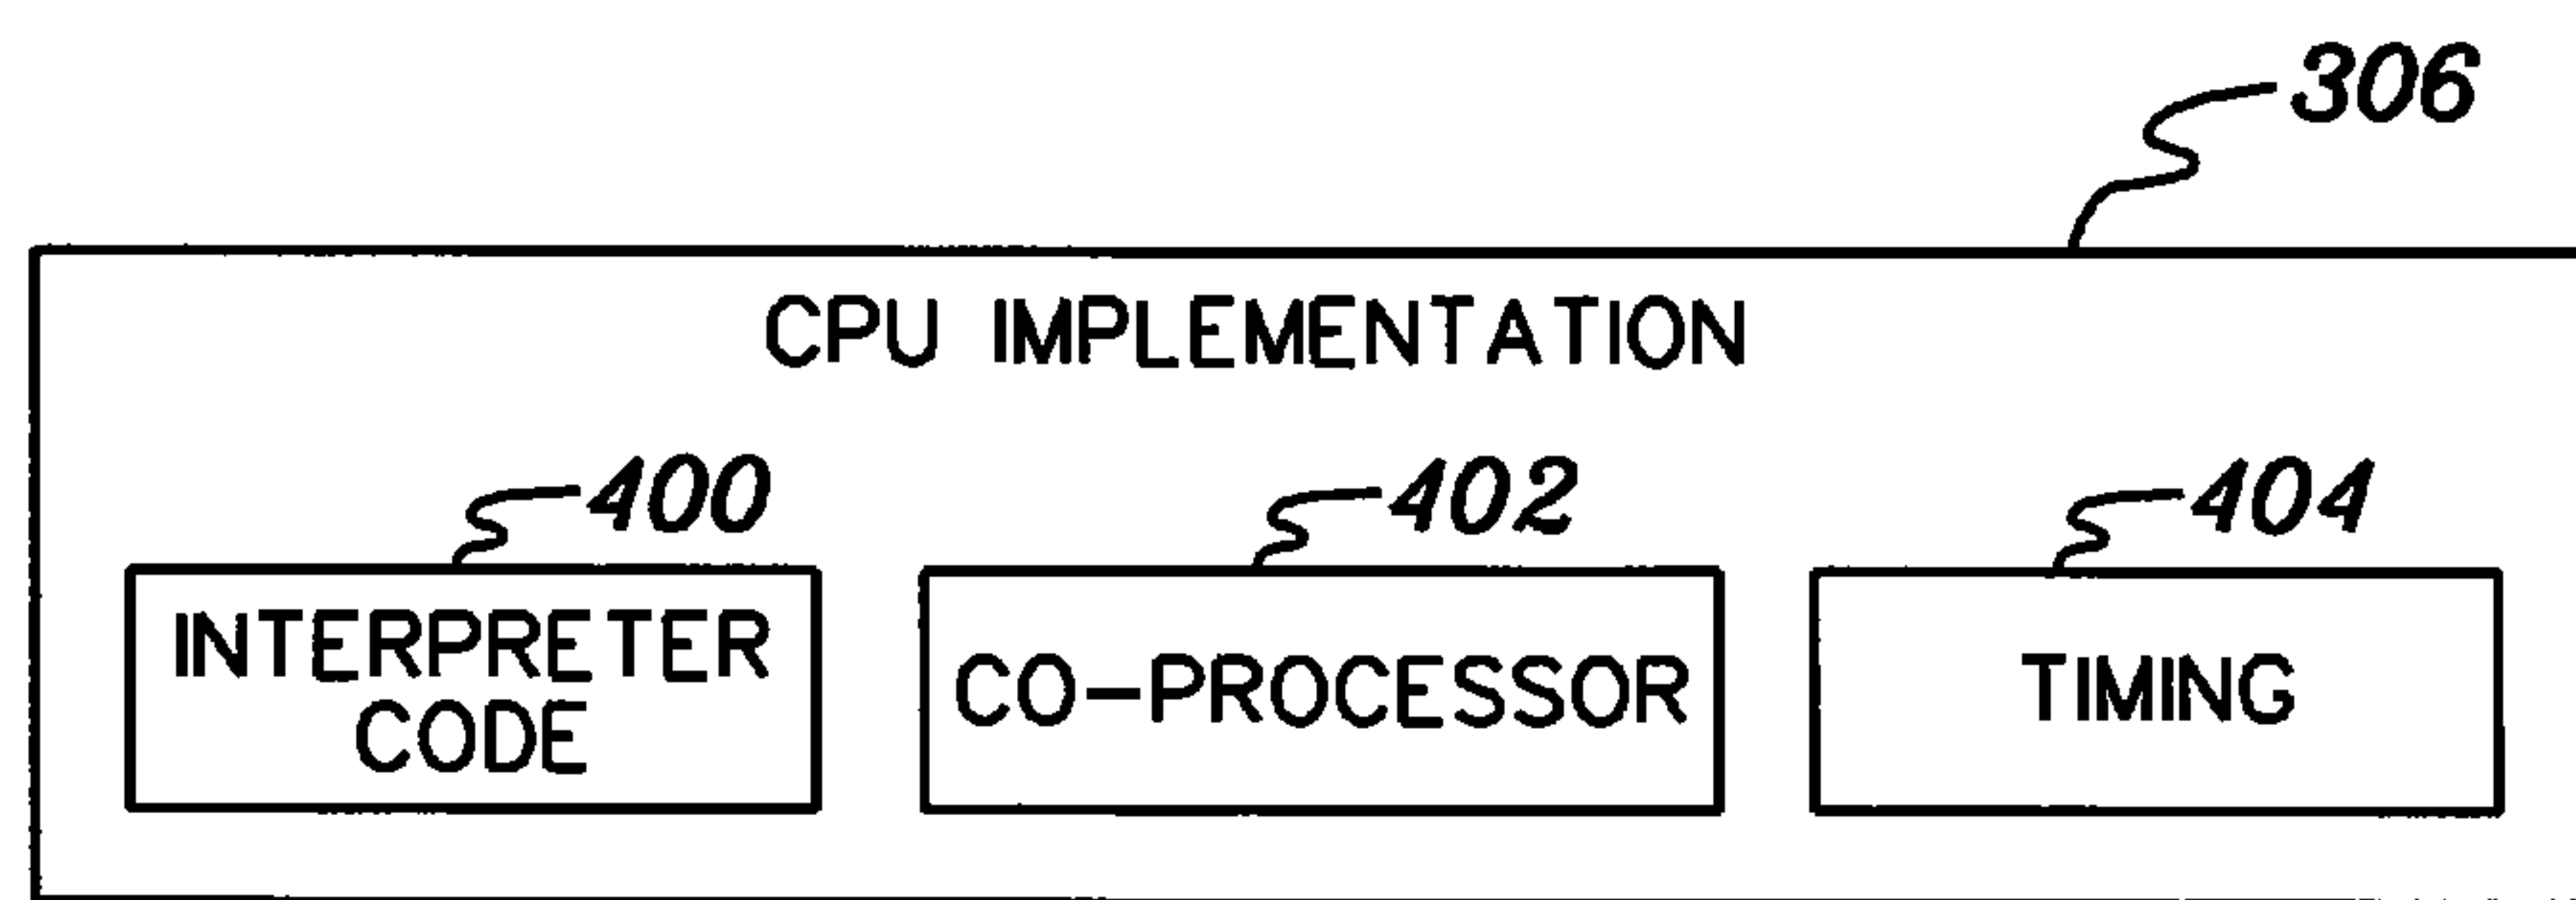 306
CPU IMPLEMENTATION
400
402
404
INTERPRETER
CODE
CO-PROCESSOR
TIMING